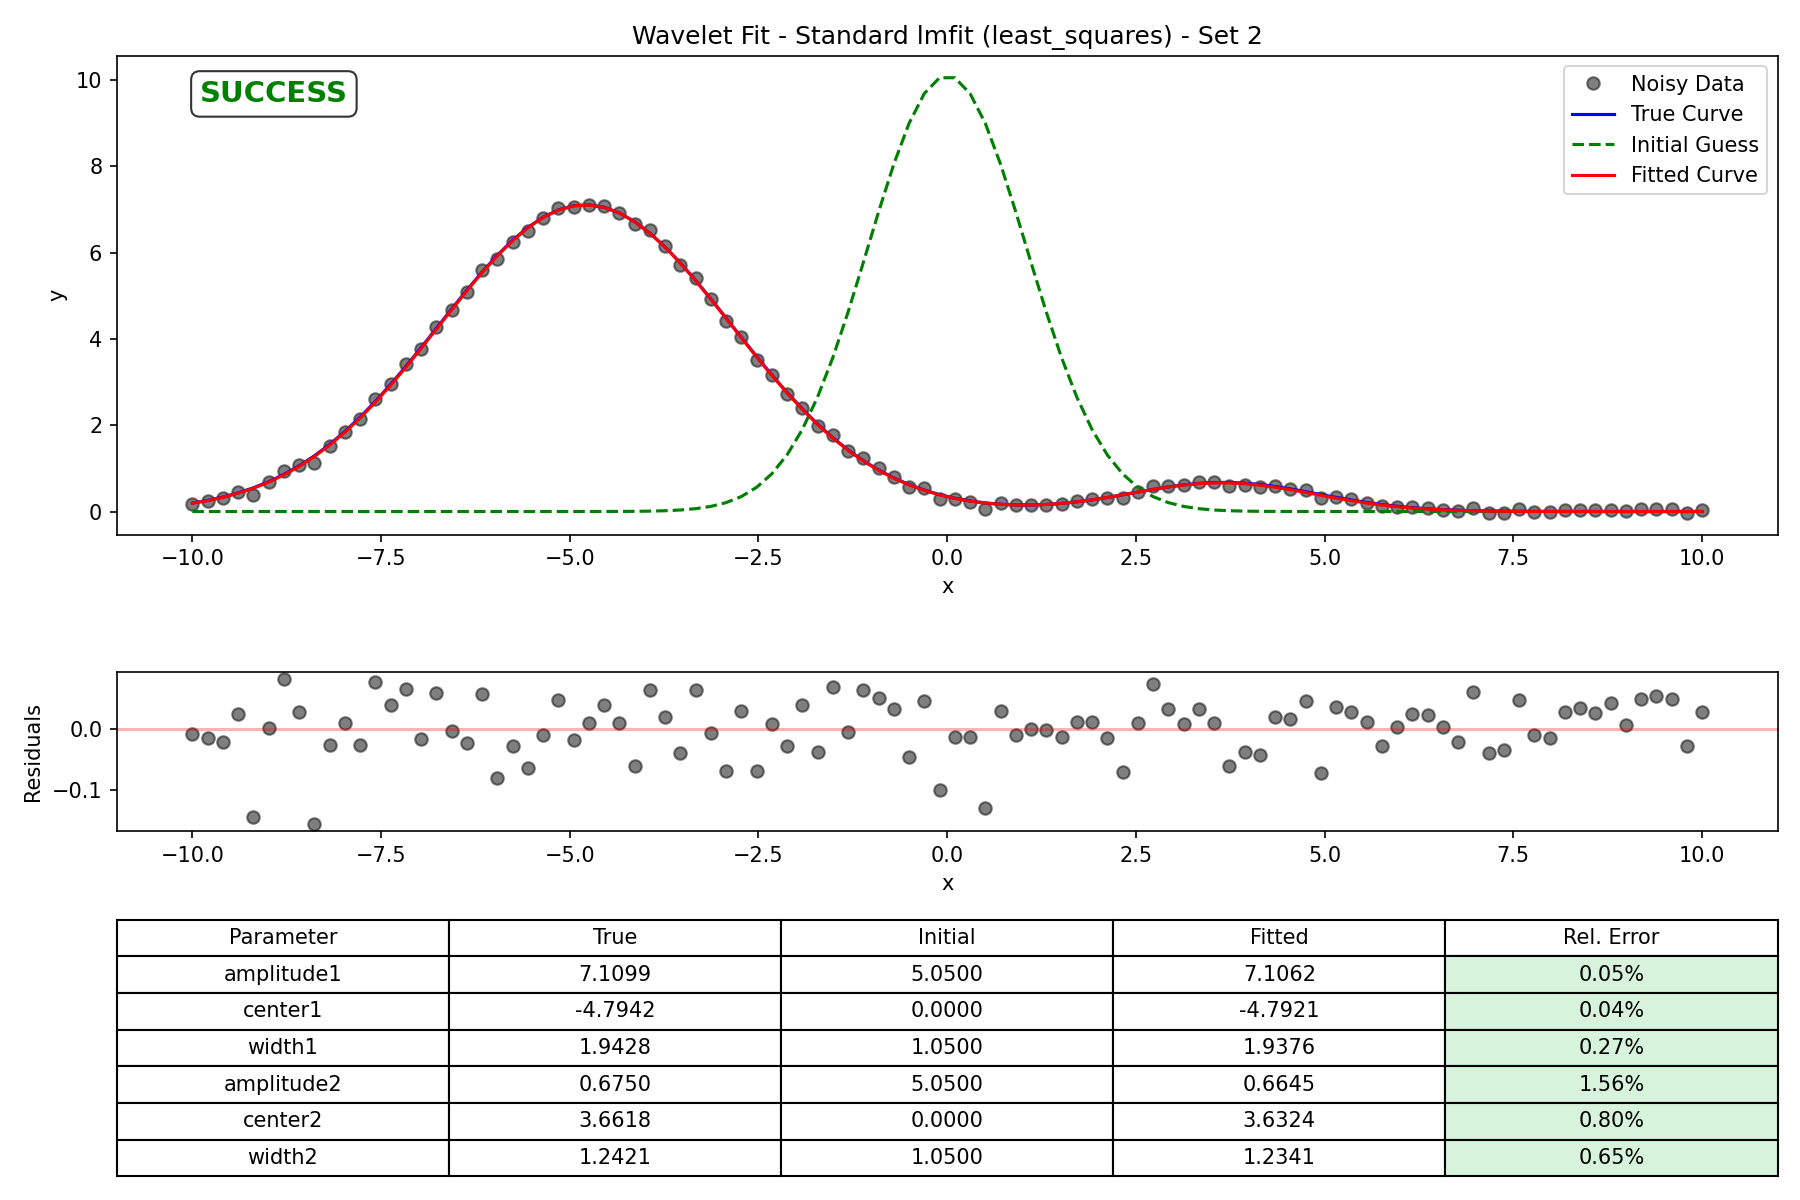 Wavelet Fit - Standard lmfit (least_squares) - Set 2
SUCCESS
Noisy Data
True Curve
Initial Guess
Fitted Curve
10
8
6
4
2
0
y
−10.0 −7.5 −5.0 −2.5 0.0 2.5 5.0 7.5 10.0
x
0.0
−0.1
Residuals
−10.0 −7.5 −5.0 −2.5 0.0 2.5 5.0 7.5 10.0
x
Parameter True Initial Fitted Rel. Error
amplitude1 7.1099 5.0500 7.1062 0.05%
center1 -4.7942 0.0000 -4.7921 0.04%
width1 1.9428 1.0500 1.9376 0.27%
amplitude2 0.6750 5.0500 0.6645 1.56%
center2 3.6618 0.0000 3.6324 0.80%
width2 1.2421 1.0500 1.2341 0.65%